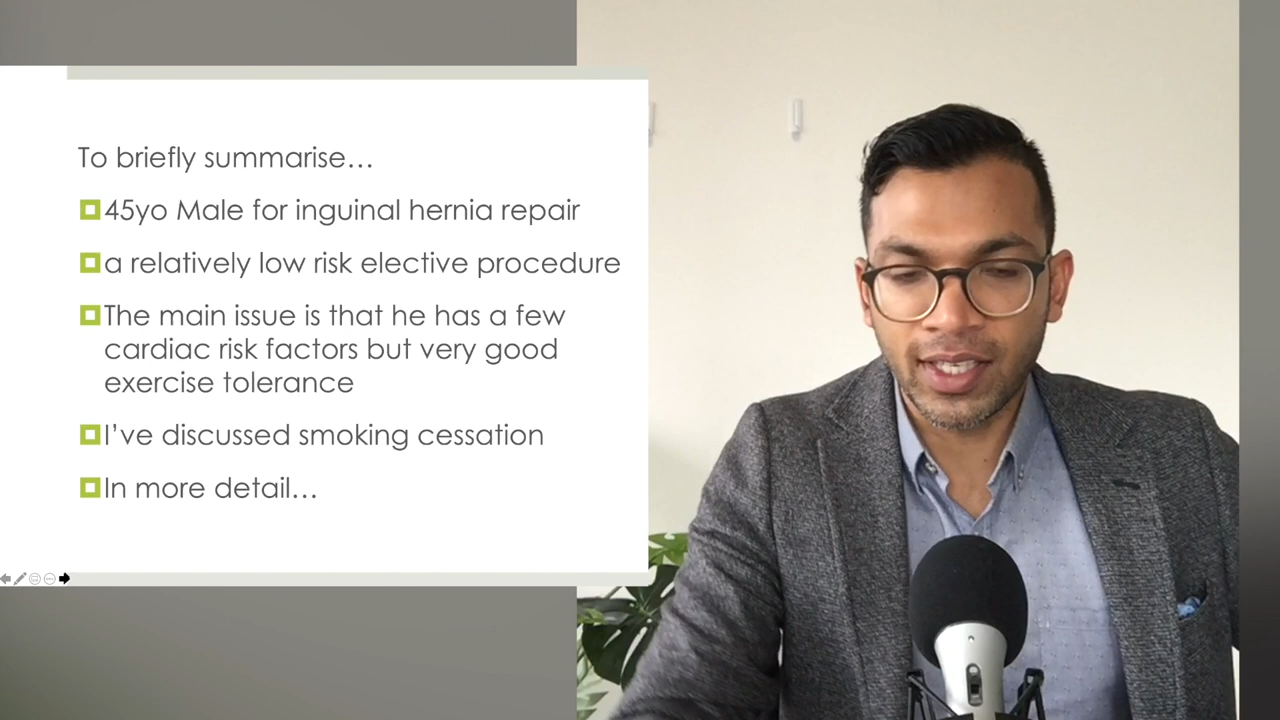 To briefly summarise…
45yo Male for inguinal hernia repair
a relatively low risk elective procedure
The main issue is that he has a few
cardiac risk factors but very good
exercise tolerance
I’ve discussed smoking cessation
In more detail…